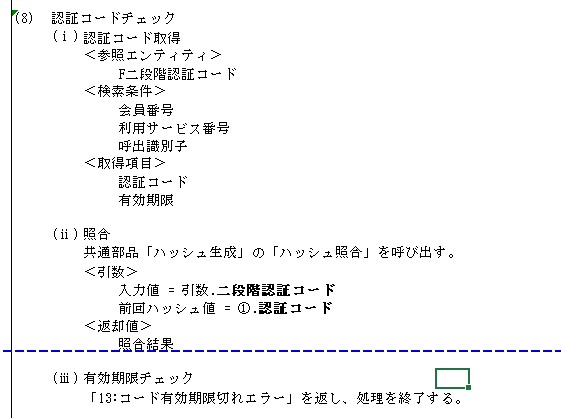 (8) 認証コードチェック
(ⅰ)認証コード取得
<参照エンティティ>
F二段階認証コード
<検索条件>
会員番号
利用サービス番号
呼出識別子
<取得項目>
認証コード
有効期限
(ⅱ)照合
共通部品「ハッシュ生成」の「ハッシュ照合」を呼び出す。
<引数>
入力値 = 引数.二段階認証コード
前回ハッシュ値 = ①.認証コード
<返却値>
照合結果
(ⅲ)有効期限チェック
「13:コード有効期限切れエラー」を返し、処理を終了する。